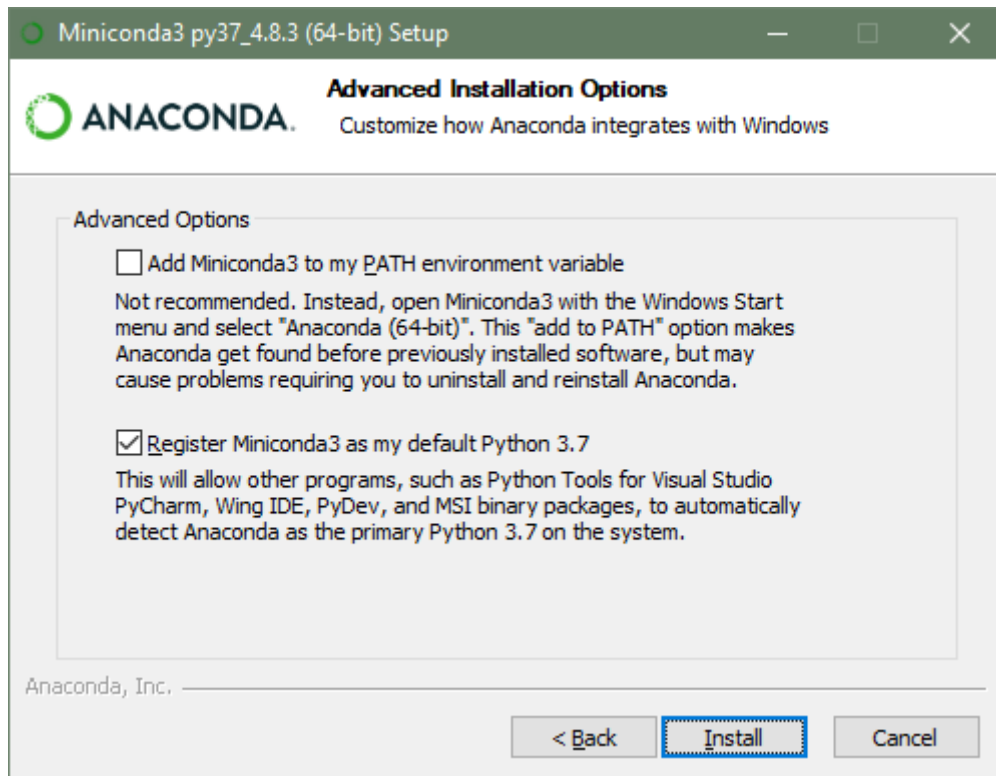 Miniconda3 py37_4.8.3 (64-bit) Setup
ANACONDA.
Advanced Installation Options
Customize how Anaconda integrates with Windows
Advanced Options
Add Miniconda3 to my PATH environment variable
Not recommended. Instead, open Miniconda3 with the Windows Start
menu and select "Anaconda (64-bit)". This "add to PATH" option makes
Anaconda get found before previously installed software, but may
cause problems requiring you to uninstall and reinstall Anaconda.
Register Miniconda3 as my default Python 3.7
This will allow other programs, such as Python Tools for Visual Studio
PyCharm, Wing IDE, PyDev, and MSI binary packages, to automatically
detect Anaconda as the primary Python 3.7 on the system.
Anaconda, Inc.
< Back
Install
Cancel